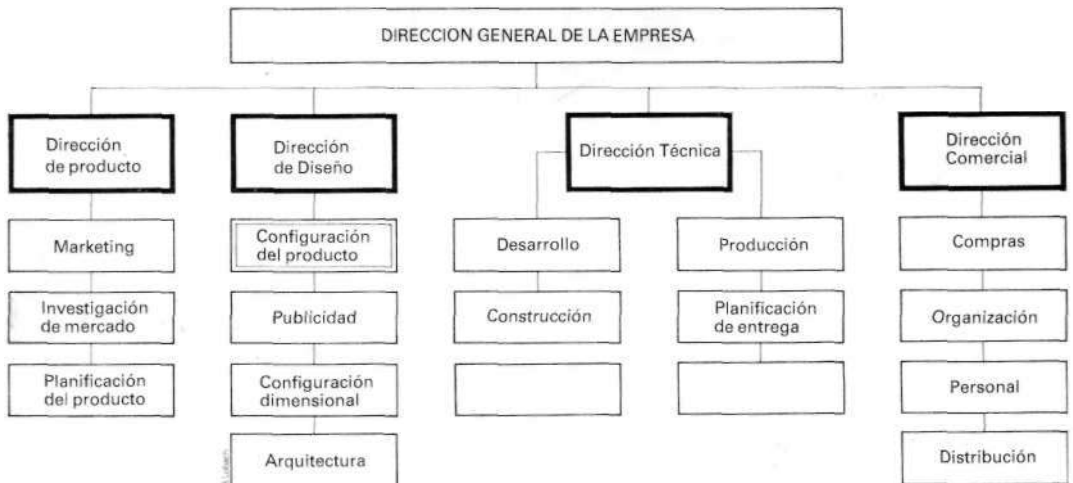 DIRECCION GENERAL DE LA EMPRESA
Dirección
de producto
Dirección
de Diseño
Dirección Técnica
Dirección
Comercial
Marketing
Configuración
del producto
Desarrollo
Producción
Compras
Investigación
de mercado
Publicidad
Construcción
Planificación
de entrega
Organización
Planificación
del producto
Configuración
dimensional
Personal
Arquitectura
Distribución